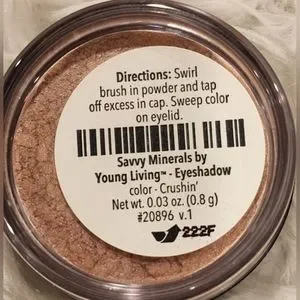 Directions: Swirl
brush in powder and tap
off excess in cap. Sweep color
on eyelid.
Savvy Minerals by
Young Living™ - Eyeshadow
color - Crushin'
Net wt. 0.03 oz. (0.8 g)
#20896 v.1
222F